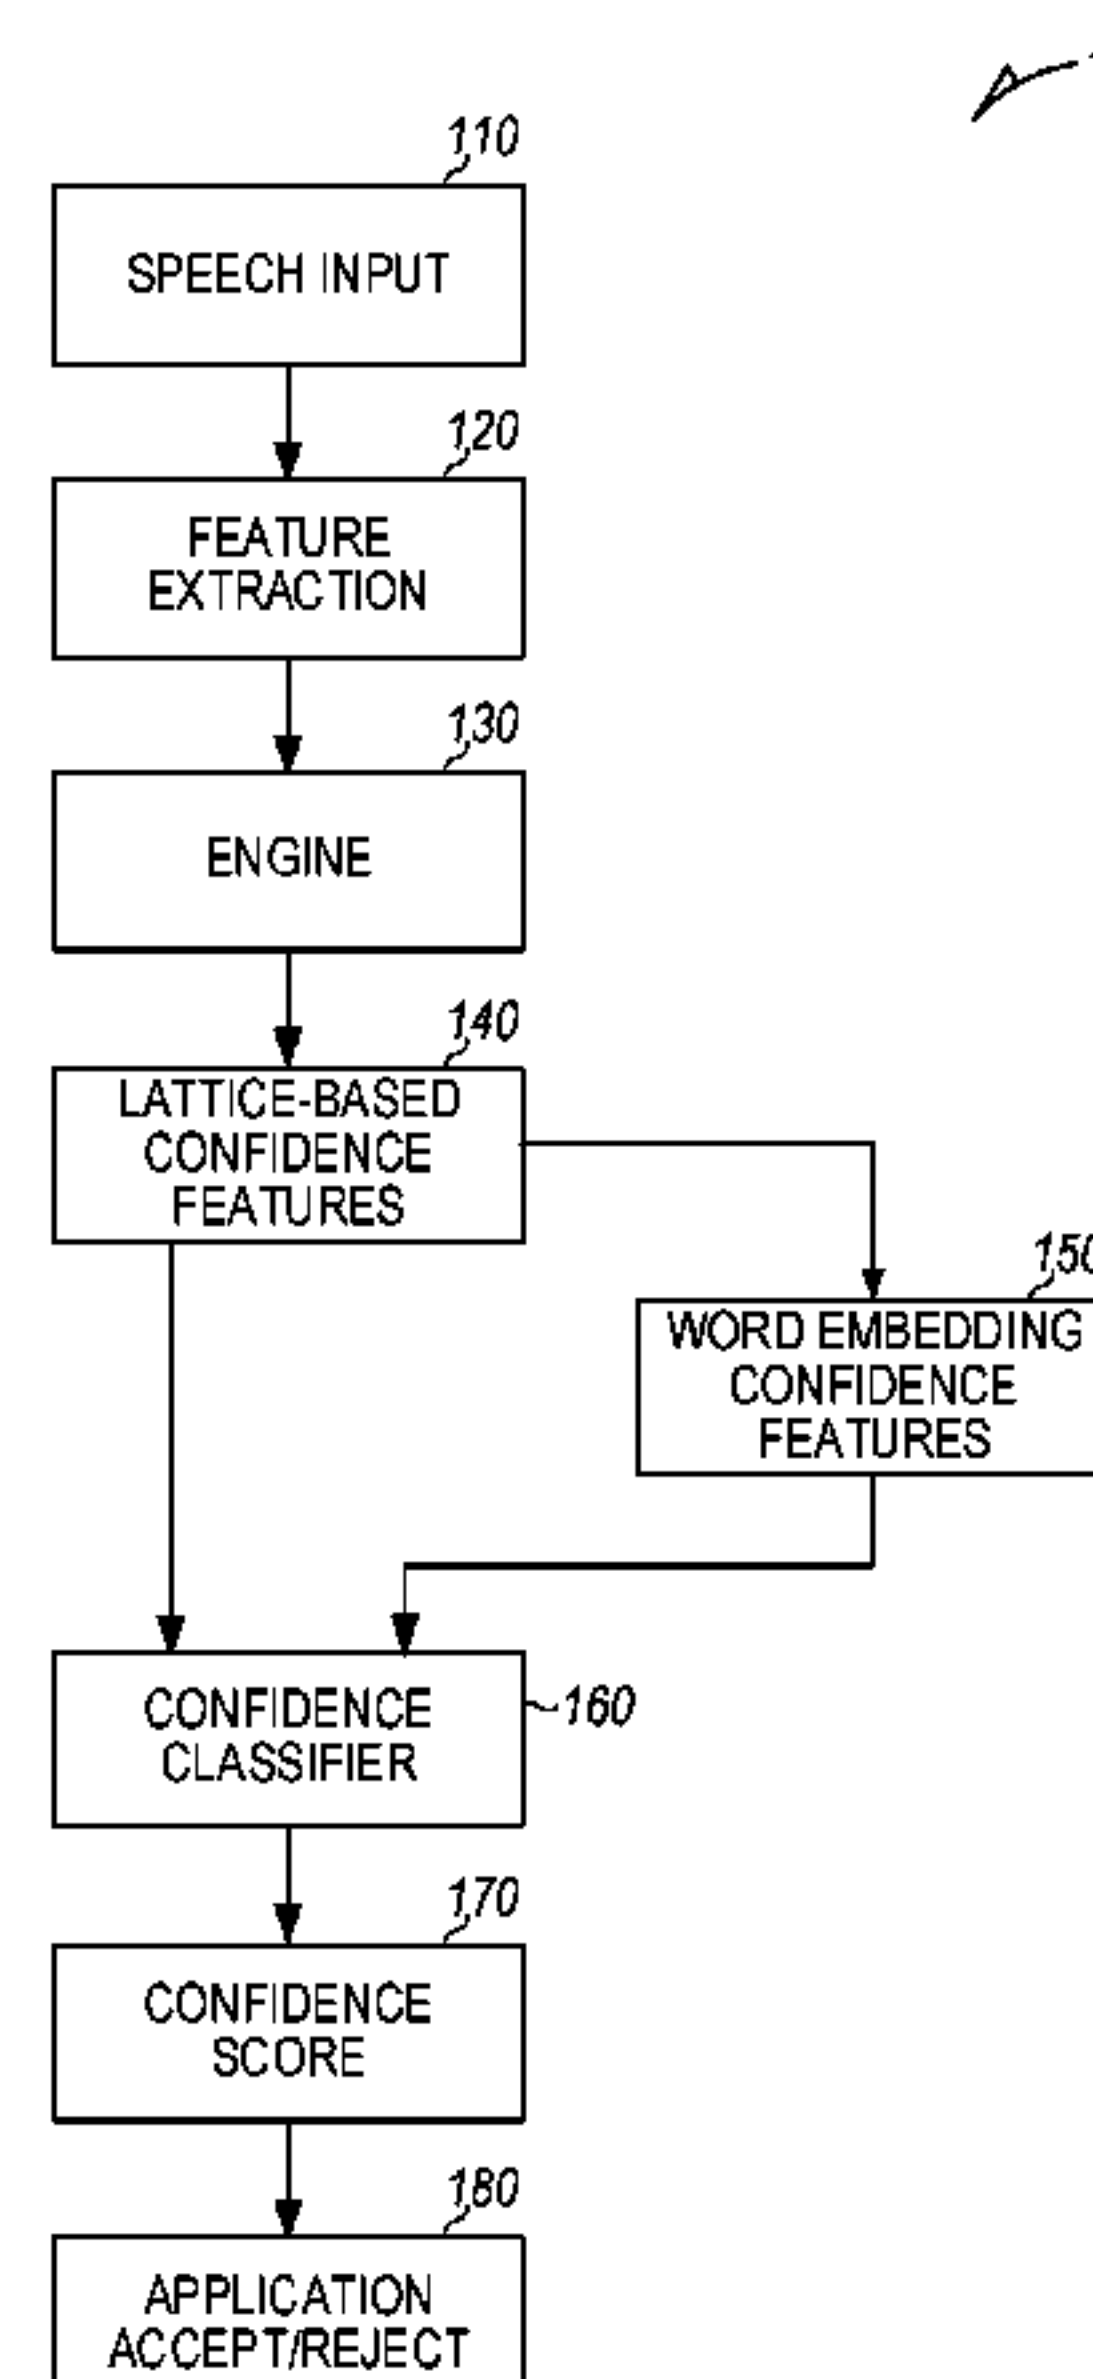 110
SPEECH INPUT
120
FEATURE
EXTRACTION
130
ENGINE
140
LATTICE-BASED
CONFIDENCE
FEATURES
150
WORD EMBEDDING
CONFIDENCE
FEATURES
CONFIDENCE
CLASSIFIER
160
170
CONFIDENCE
SCORE
180
APPLICATION
ACCEPT/REJECT